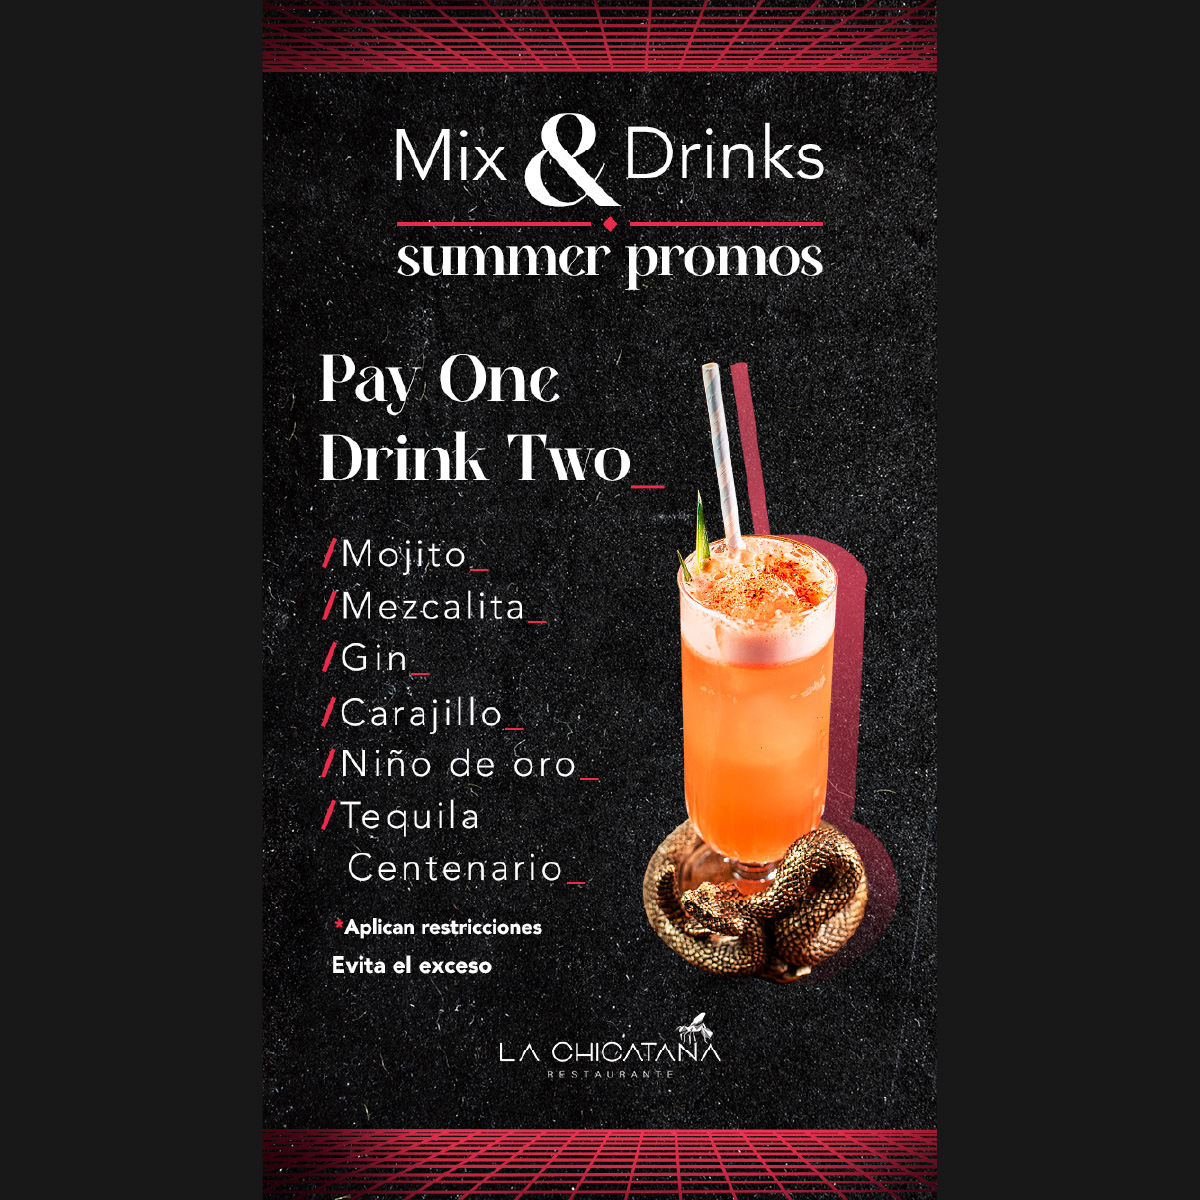 Mix & Drinks
summer promos
Pay One
Drink Two_
/Mojito_
/Mezcalita_
/Gin_
/Carajillo_
/Niño de oro_
/Tequila
Centenario_
*Aplican restricciones
Evita el exceso
LA CHICATANA
RESTAURANTE